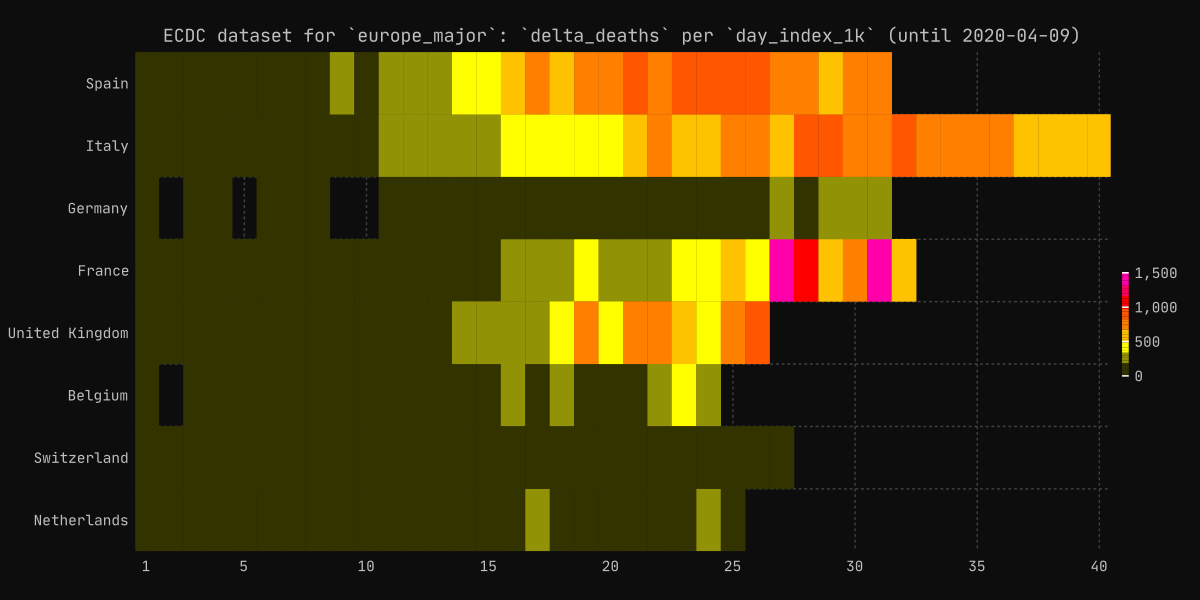 ECDC dataset for `europe_major`: `delta_deaths` per `day_index_1k` (until 2020-04-09)
Spain
Italy
Germany
France
United Kingdom
Belgium
Switzerland
Netherlands
1,500
1,000
500
0
1 5 10 15 20 25 30 35 40